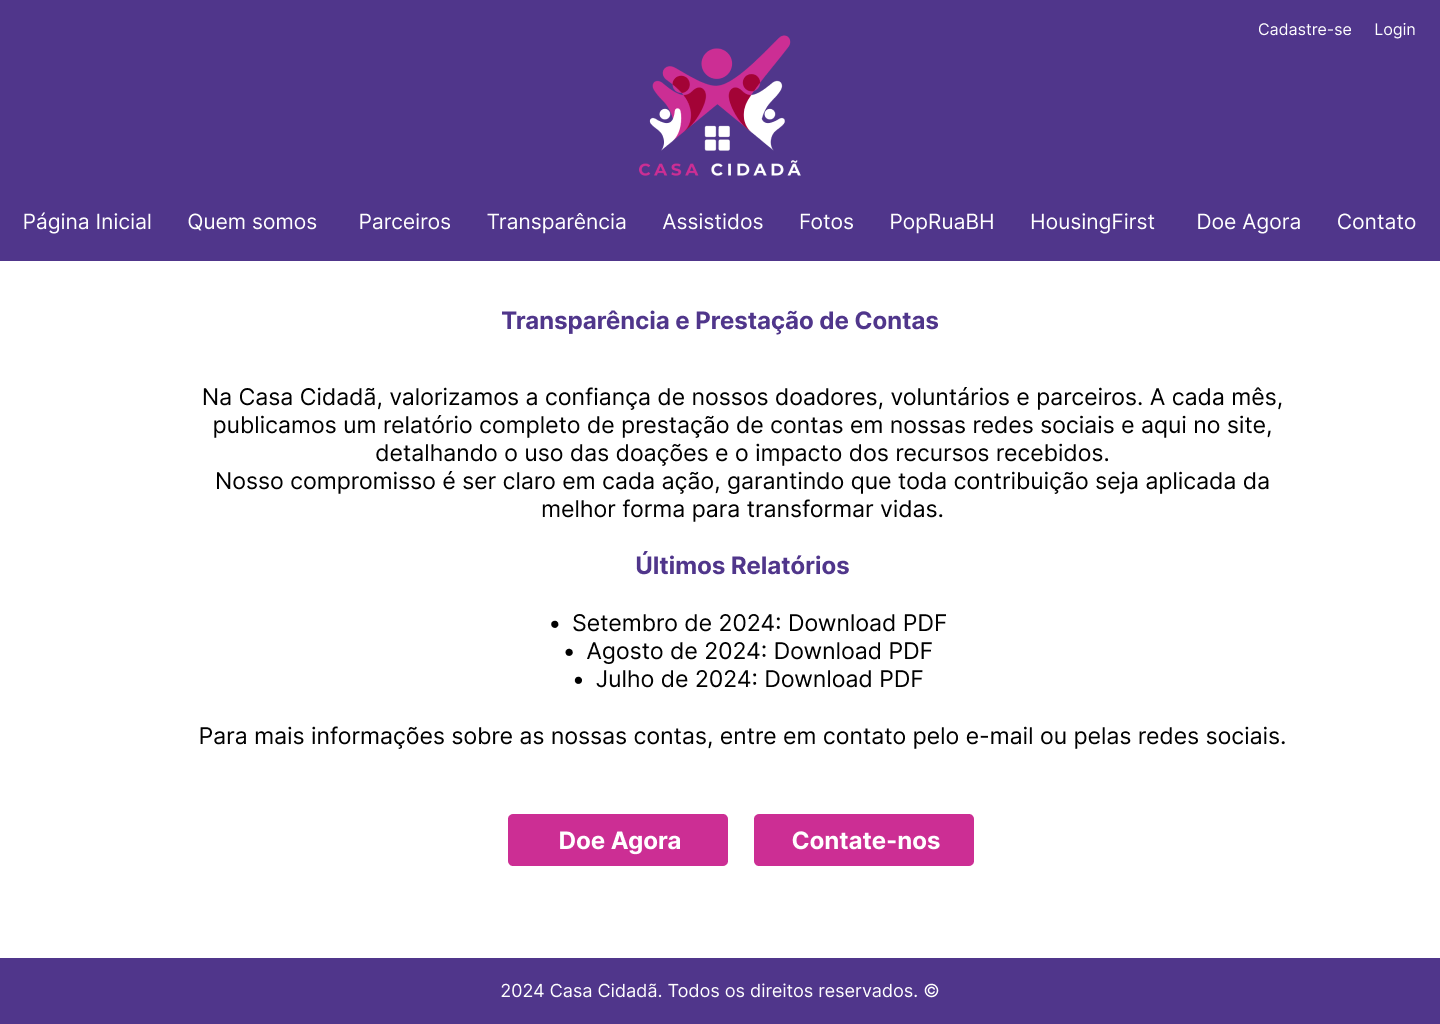 Cadastre-se Login
CASA CIDADÃ
Página Inicial Quem somos Parceiros Transparência Assistidos Fotos PopRuaBH HousingFirst Doe Agora Contato
Transparência e Prestação de Contas
Na Casa Cidadã, valorizamos a confiança de nossos doadores, voluntários e parceiros. A cada mês,
publicamos um relatório completo de prestação de contas em nossas redes sociais e aqui no site,
detalhando o uso das doações e o impacto dos recursos recebidos.
Nosso compromisso é ser claro em cada ação, garantindo que toda contribuição seja aplicada da
melhor forma para transformar vidas.
Últimos Relatórios
• Setembro de 2024: Download PDF
• Agosto de 2024: Download PDF
• Julho de 2024: Download PDF
Para mais informações sobre as nossas contas, entre em contato pelo e-mail ou pelas redes sociais.
Doe Agora Contate-nos
2024 Casa Cidadã. Todos os direitos reservados. ©